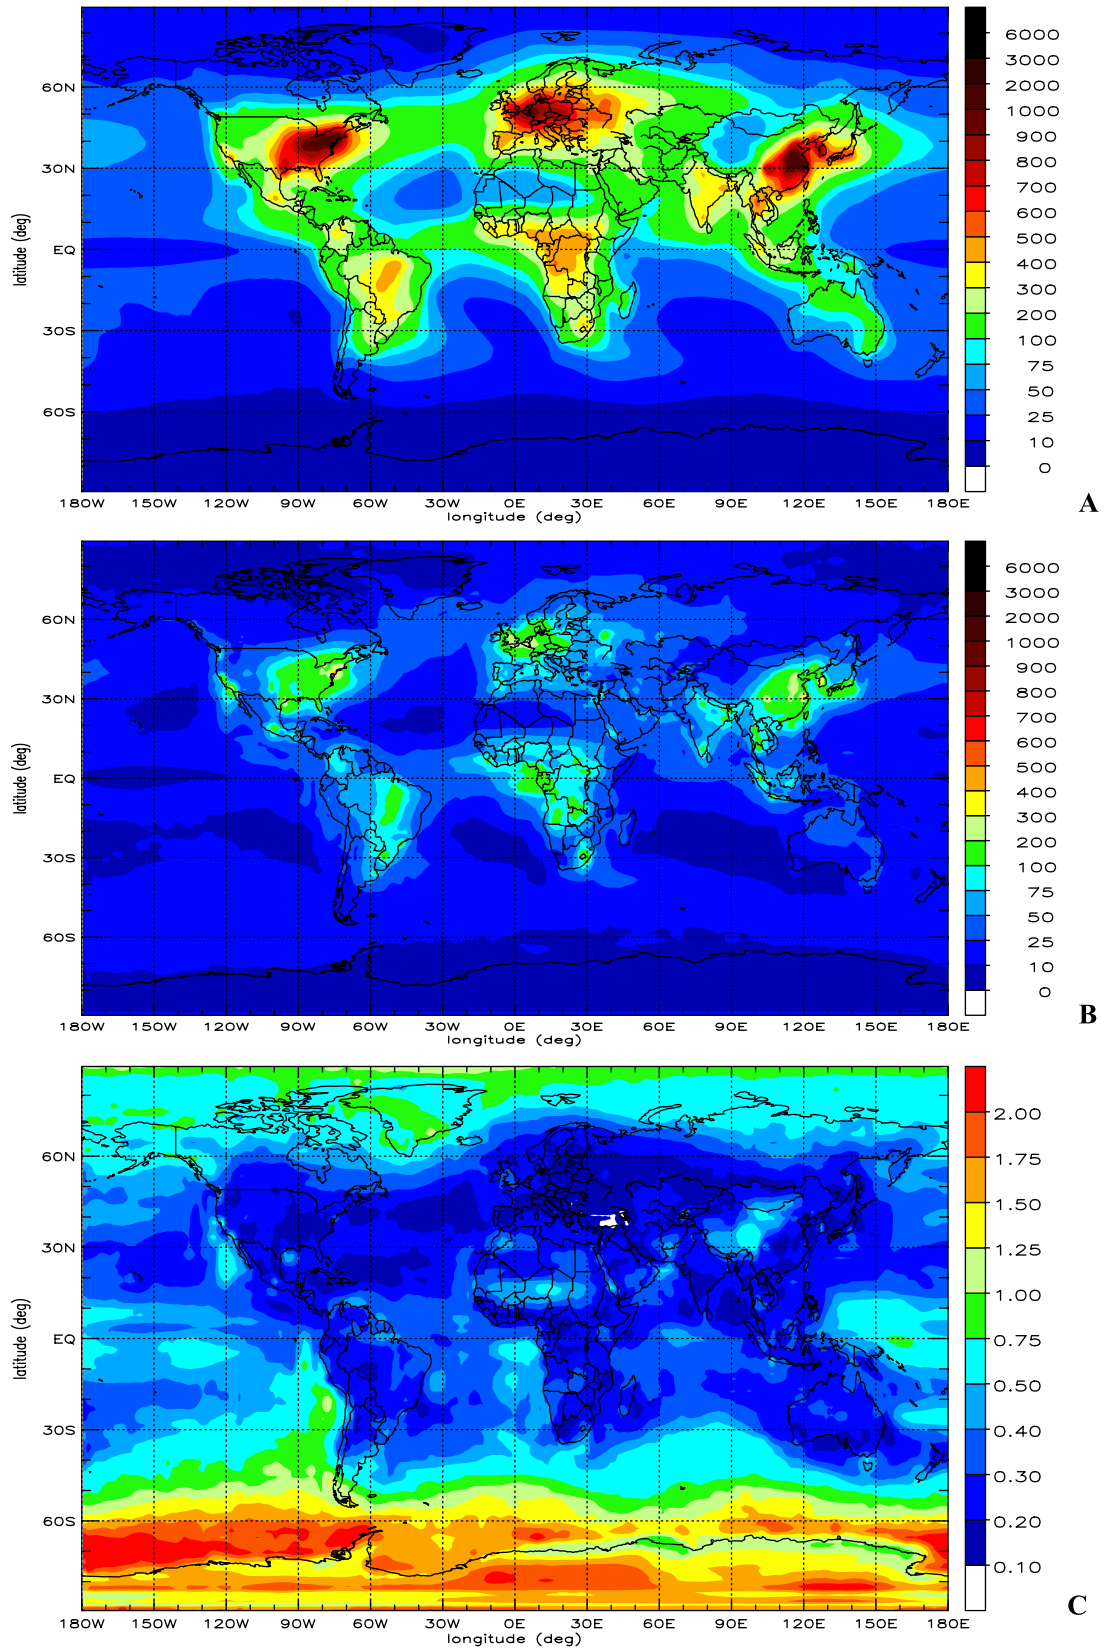 6000
3000
2000
1000
900
800
700
600
500
400
300
200
100
75
50
25
10
0
60N
30N
EQ
30S
60S
latitude (deg)
180W 150W 120W 90W 60W 30W 0E 30E 60E 90E 120E 150E 180E
longitude (deg)
A
6000
3000
2000
1000
900
800
700
600
500
400
300
200
100
75
50
25
10
0
60N
30N
EQ
30S
60S
latitude (deg)
180W 150W 120W 90W 60W 30W 0E 30E 60E 90E 120E 150E 180E
longitude (deg)
B
2.00
1.75
1.50
1.25
1.00
0.75
0.50
0.40
0.30
0.20
0.10
60N
30N
EQ
30S
60S
latitude (deg)
180W 150W 120W 90W 60W 30W 0E 30E 60E 90E 120E 150E 180E
longitude (deg)
C